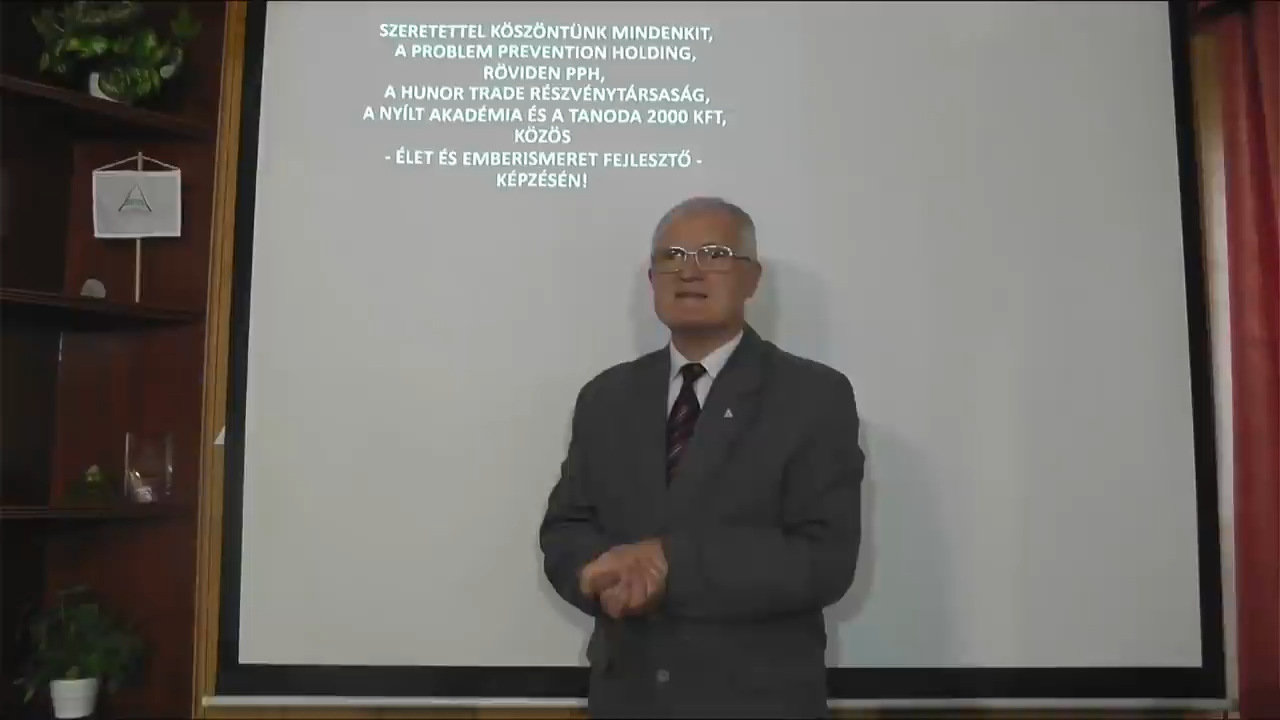 SZERETETTEL KÖSZÖNTÜNK MINDENKIT,
A PROBLEM PREVENTION HOLDING,
RÖVIDEN PPH,
A HUNOR TRADE RÉSZVÉNYTÁRSASÁG,
A NYÍLT AKADÉMIA ÉS A TANODA 2000 KFT,
KÖZÖS
- ÉLET ÉS EMBERISMERET FEJLESZTŐ -
KÉPZÉSÉN!